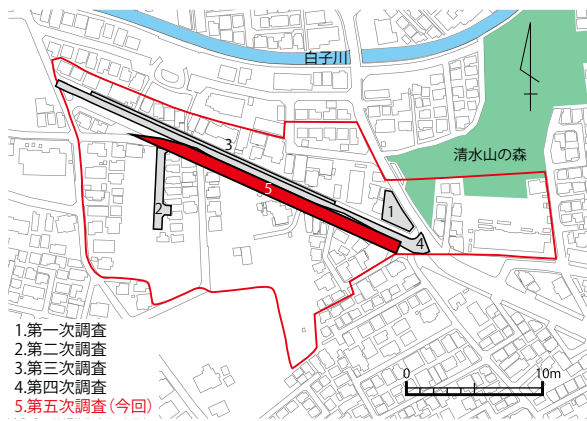 白子川
清水山の森
3
5
2
1
4
1.第一次調査
2.第二次調査
3.第三次調査
4.第四次調査
5.第五次調査(今回)
0 10m